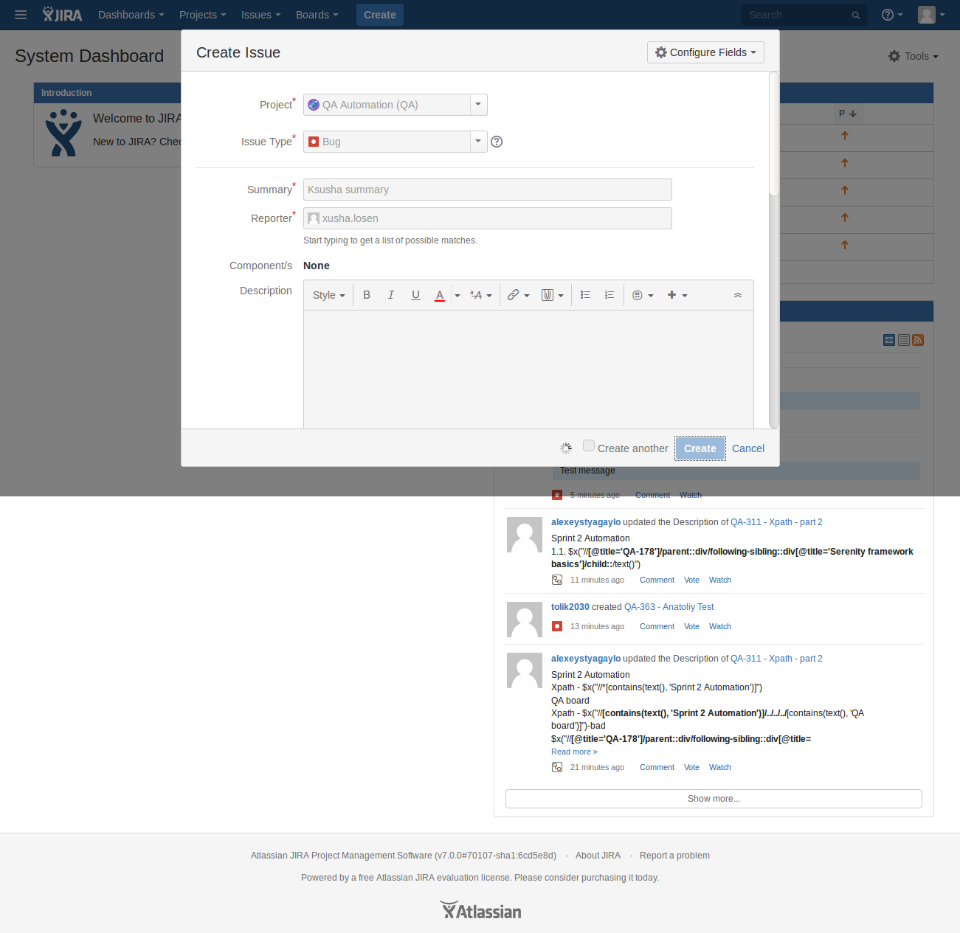 JIRA Dashboards Projects Issues Boards Create Search
Create Issue Configure Fields
System Dashboard Tools
Introduction
Project* QA Automation (QA)
P
Welcome to JIRA
Issue Type* Bug
New to JIRA? Chec
Summary* Ksusha summary
Reporter* xusha.losen
Start typing to get a list of possible matches.
Component/s None
Description Style B I U A ªA
Create another Create Cancel
Test message
5 minutes ago Comment Watch
alexeystyagaylo updated the Description of QA-311 - Xpath - part 2
Sprint 2 Automation
1.1. $x("//[@title='QA-178']/parent::div/following-sibling::div[@title='Serenity framework
basics']/child::/text()")
11 minutes ago Comment Vote Watch
tolik2030 created QA-363 - Anatoliy Test
13 minutes ago Comment Vote Watch
alexeystyagaylo updated the Description of QA-311 - Xpath - part 2
Sprint 2 Automation
Xpath - $x("//*[contains(text(), 'Sprint 2 Automation')]")
QA board
Xpath - $x("//[contains(text(), 'Sprint 2 Automation')]/../../../[contains(text(), 'QA
board')]")-bad
$x("//[@title='QA-178']/parent::div/following-sibling::div[@title=
Read more »
21 minutes ago Comment Vote Watch
Show more...
Atlassian JIRA Project Management Software (v7.0.0#70107-sha1:6cd5e8d) · About JIRA · Report a problem
Powered by a free Atlassian JIRA evaluation license. Please consider purchasing it today.
Atlassian